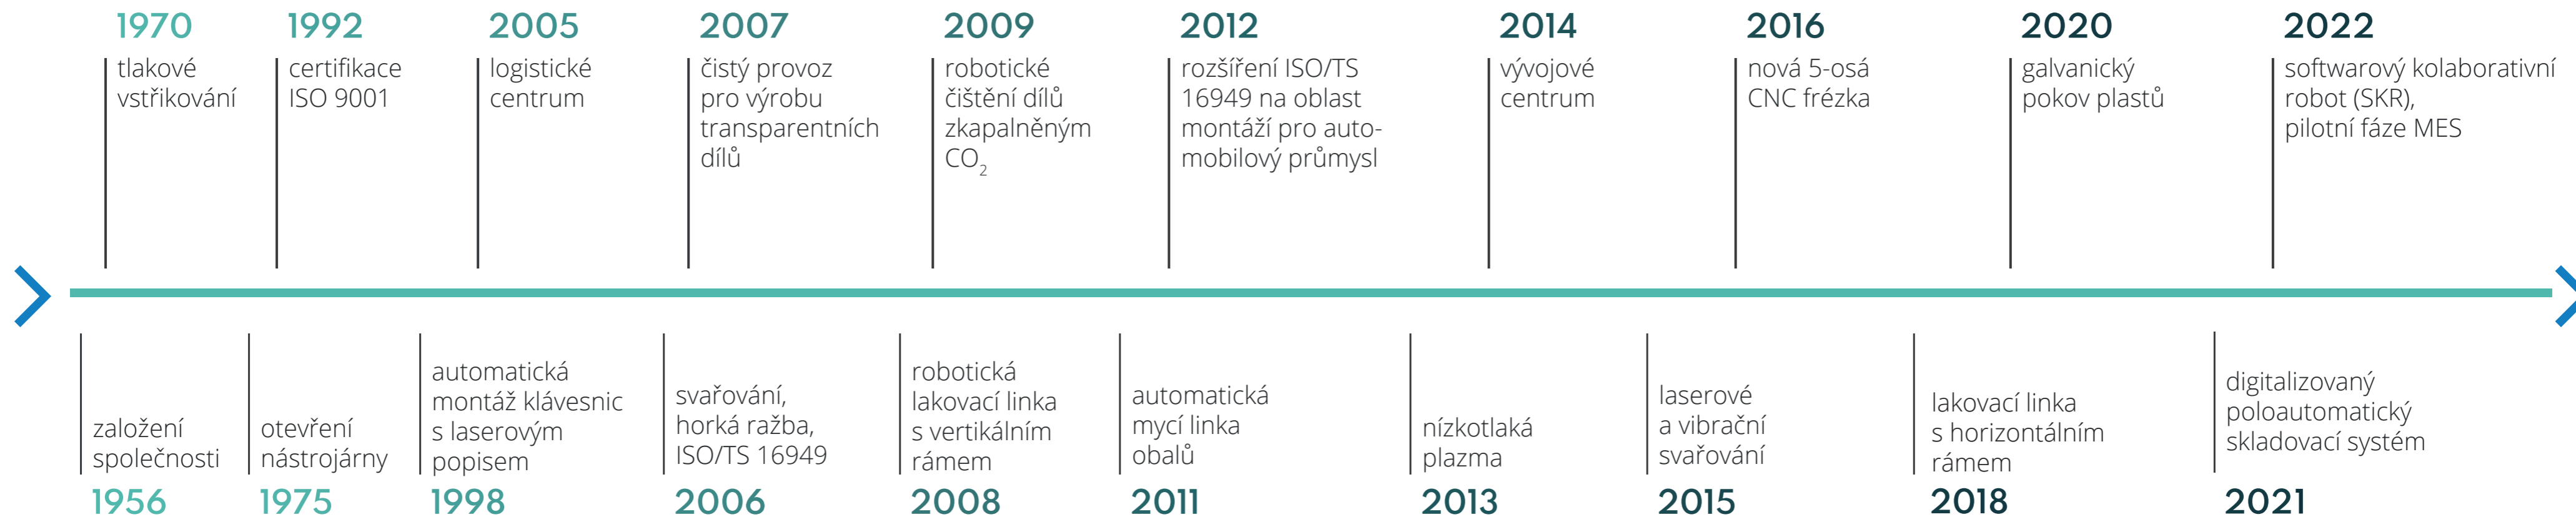 1970
tlakové
vstřikování
1992
certifikace
ISO 9001
2005
logistické
centrum
2007
čistý provoz
pro výrobu
transparentních
dílů
2009
robotické
čištění dílů
zkapalněným
CO₂
2012
rozšíření ISO/TS
16949 na oblast
montáží pro auto-
mobilový průmysl
2014
vývojové
centrum
2016
nová 5-osá
CNC frézka
2020
galvanický
pokov plastů
2022
softwarový kolaborativní
robot (SKR),
pilotní fáze MES
založení
společnosti
1956
otevření
nástrojárny
1975
automatická
montáž klávesnic
s laserovým
popisem
1998
svařování,
horká ražba,
ISO/TS 16949
2006
robotická
lakovací linka
s vertikálním
rámem
2008
automatická
mycí linka
obalů
2011
nízkotlaká
plazma
2013
laserové
a vibrační
svařování
2015
lakovací linka
s horizontálním
rámem
2018
digitalizovaný
poloautomatický
skladovací systém
2021